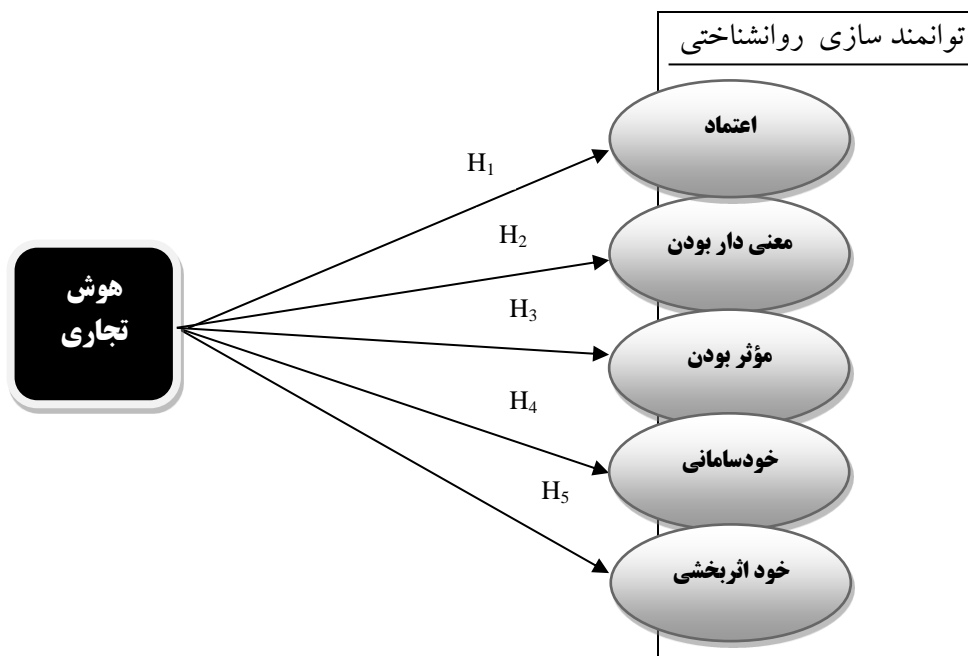 توانمند سازی روانشناختی
اعتماد
معنی دار بودن
مؤثر بودن
خودسامانی
خود اثربخشی
H₁
H₂
H₃
H₄
H₅
هوش
تجاری